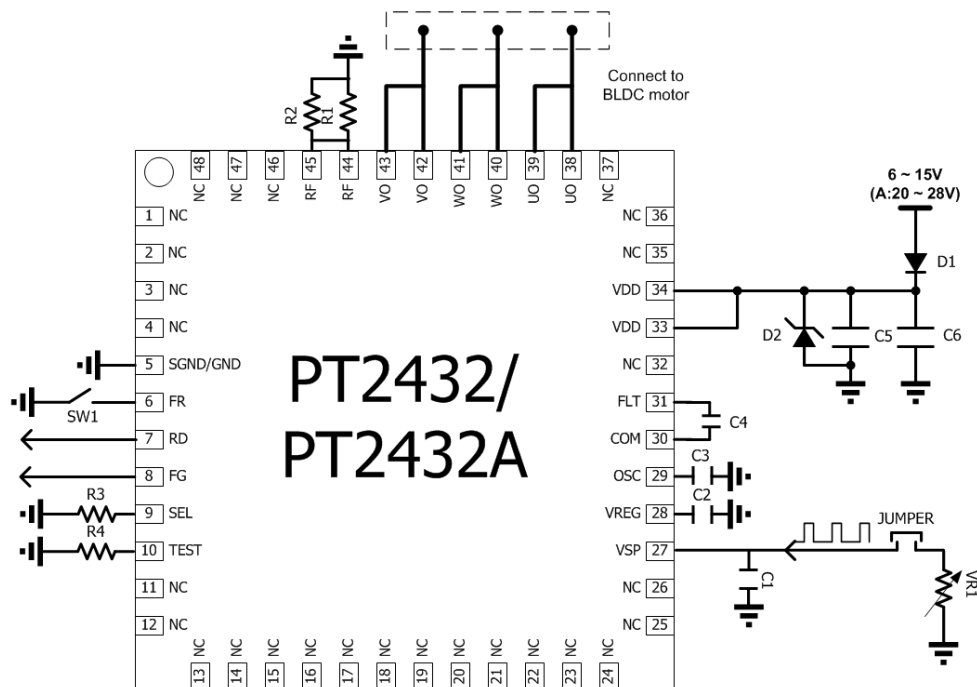 Connect to
BLDC motor
R2
R1
48
47
46
45
44
43
42
41
40
39
38
37
NC
NC
NC
RF
RF
VO
VO
WO
WO
UO
UO
NC
6 ~ 15V
(A:20 ~ 28V)
D1
1 NC
2 NC
3 NC
4 NC
5 SGND/GND
6 FR
SW1
7 RD
8 FG
R3
9 SEL
R4
10 TEST
11 NC
12 NC
PT2432/
PT2432A
NC 36
NC 35
VDD 34
VDD 33
D2
C5
C6
NC 32
FLT 31
C4
COM 30
C3
OSC 29
C2
VREG 28
JUMPER
VSP 27
C1
VR1
NC 26
NC 25
NC
NC
NC
NC
NC
NC
NC
NC
NC
NC
NC
NC
13
14
15
16
17
18
19
20
21
22
23
24